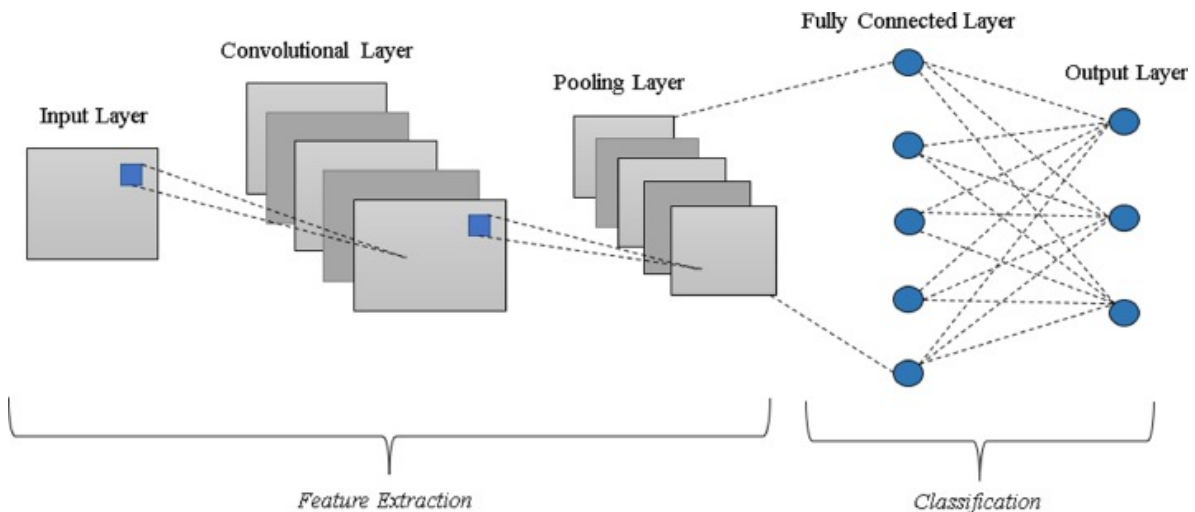 Fully Connected Layer
Convolutional Layer
Pooling Layer
Output Layer
Input Layer
Feature Extraction
Classification